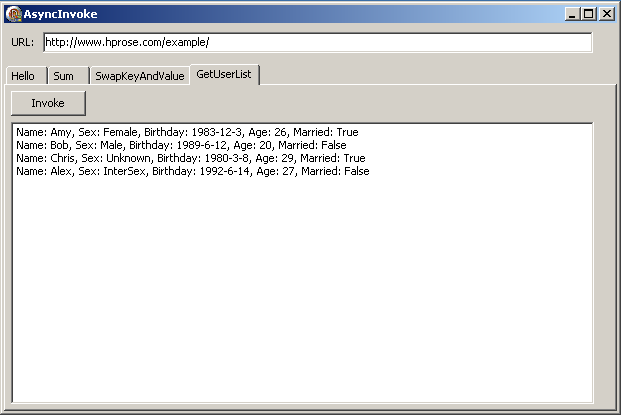 AsyncInvoke
URL: http://www.hprose.com/example/
Hello Sum SwapKeyAndValue GetUserList
Invoke
Name: Amy, Sex: Female, Birthday: 1983-12-3, Age: 26, Married: True
Name: Bob, Sex: Male, Birthday: 1989-6-12, Age: 20, Married: False
Name: Chris, Sex: Unknown, Birthday: 1980-3-8, Age: 29, Married: True
Name: Alex, Sex: InterSex, Birthday: 1992-6-14, Age: 27, Married: False